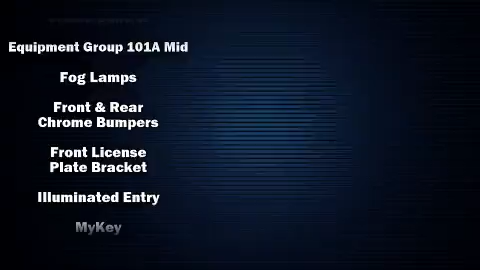 Equipment Group 101A Mid
Fog Lamps
Front & Rear
Chrome Bumpers
Front License
Plate Bracket
Illuminated Entry
MyKey